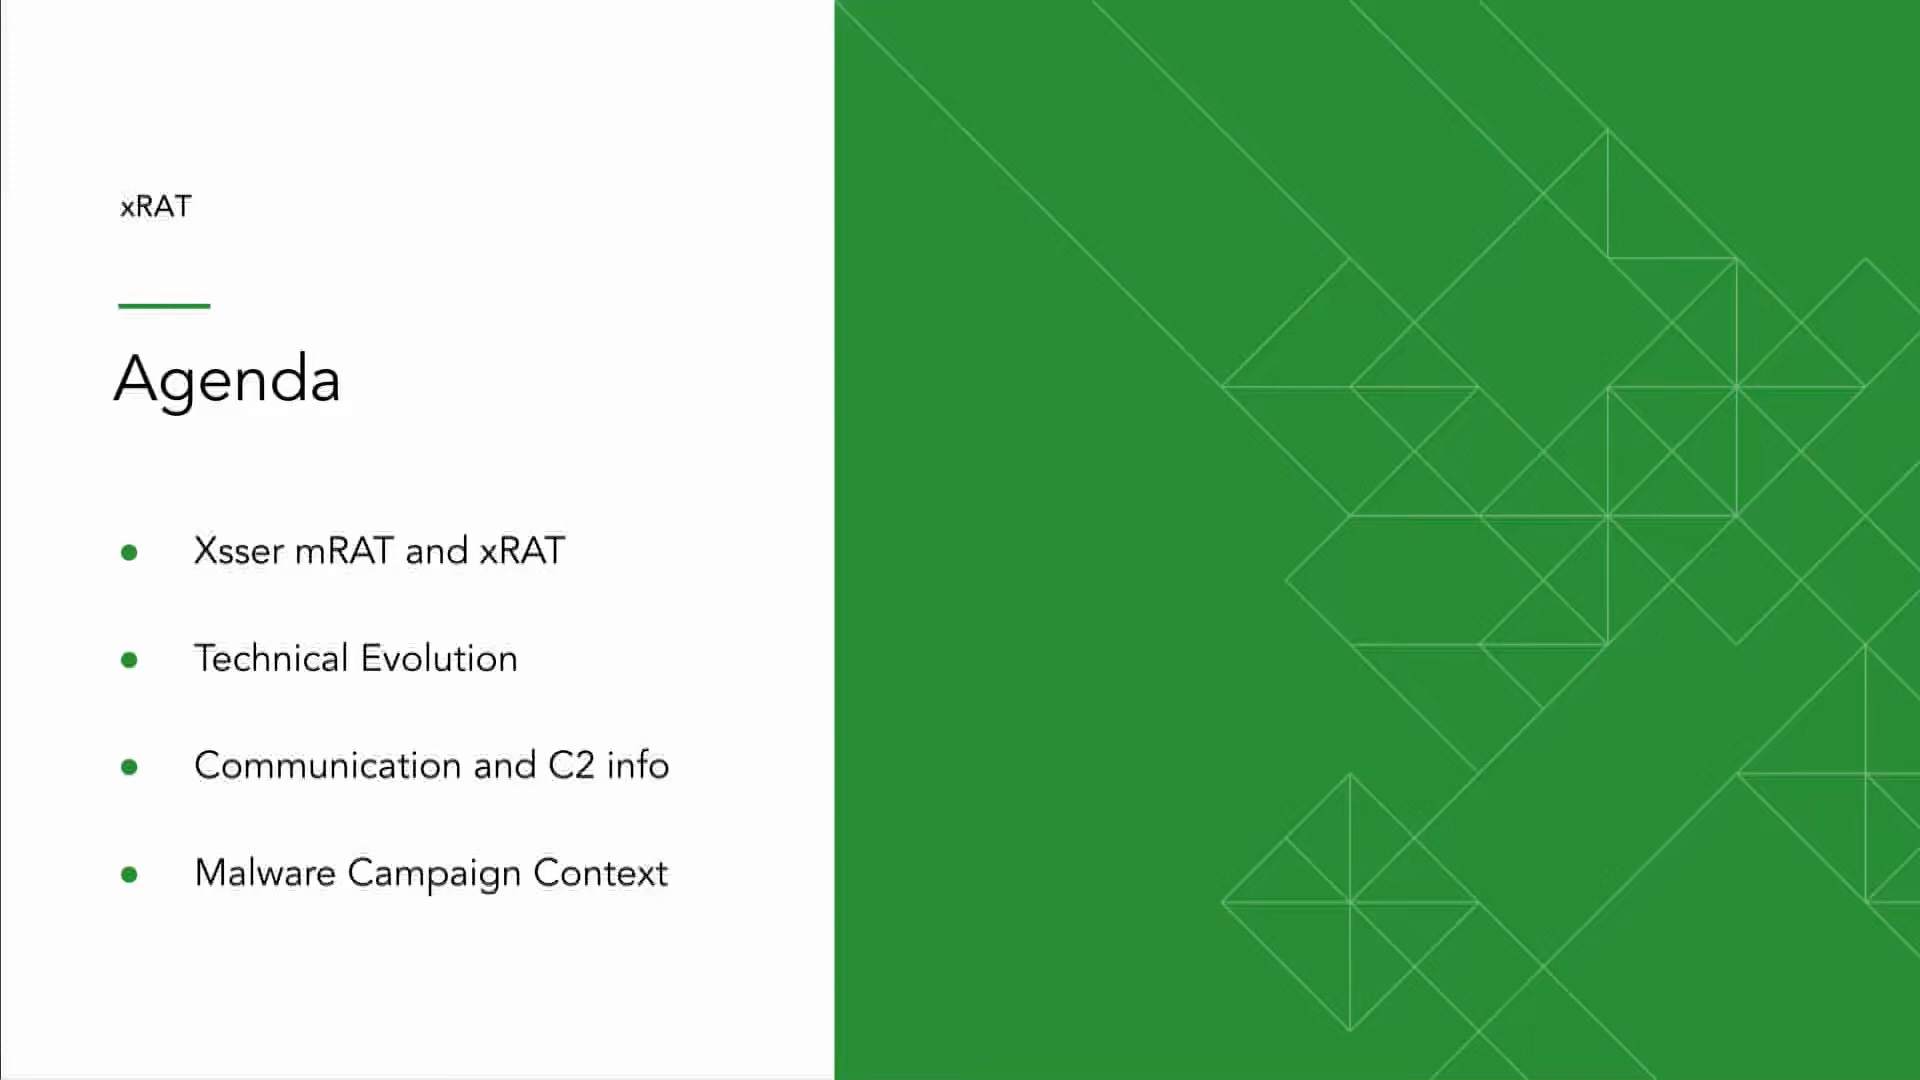 xRAT
Agenda
Xsser mRAT and xRAT
Technical Evolution
Communication and C2 info
Malware Campaign Context